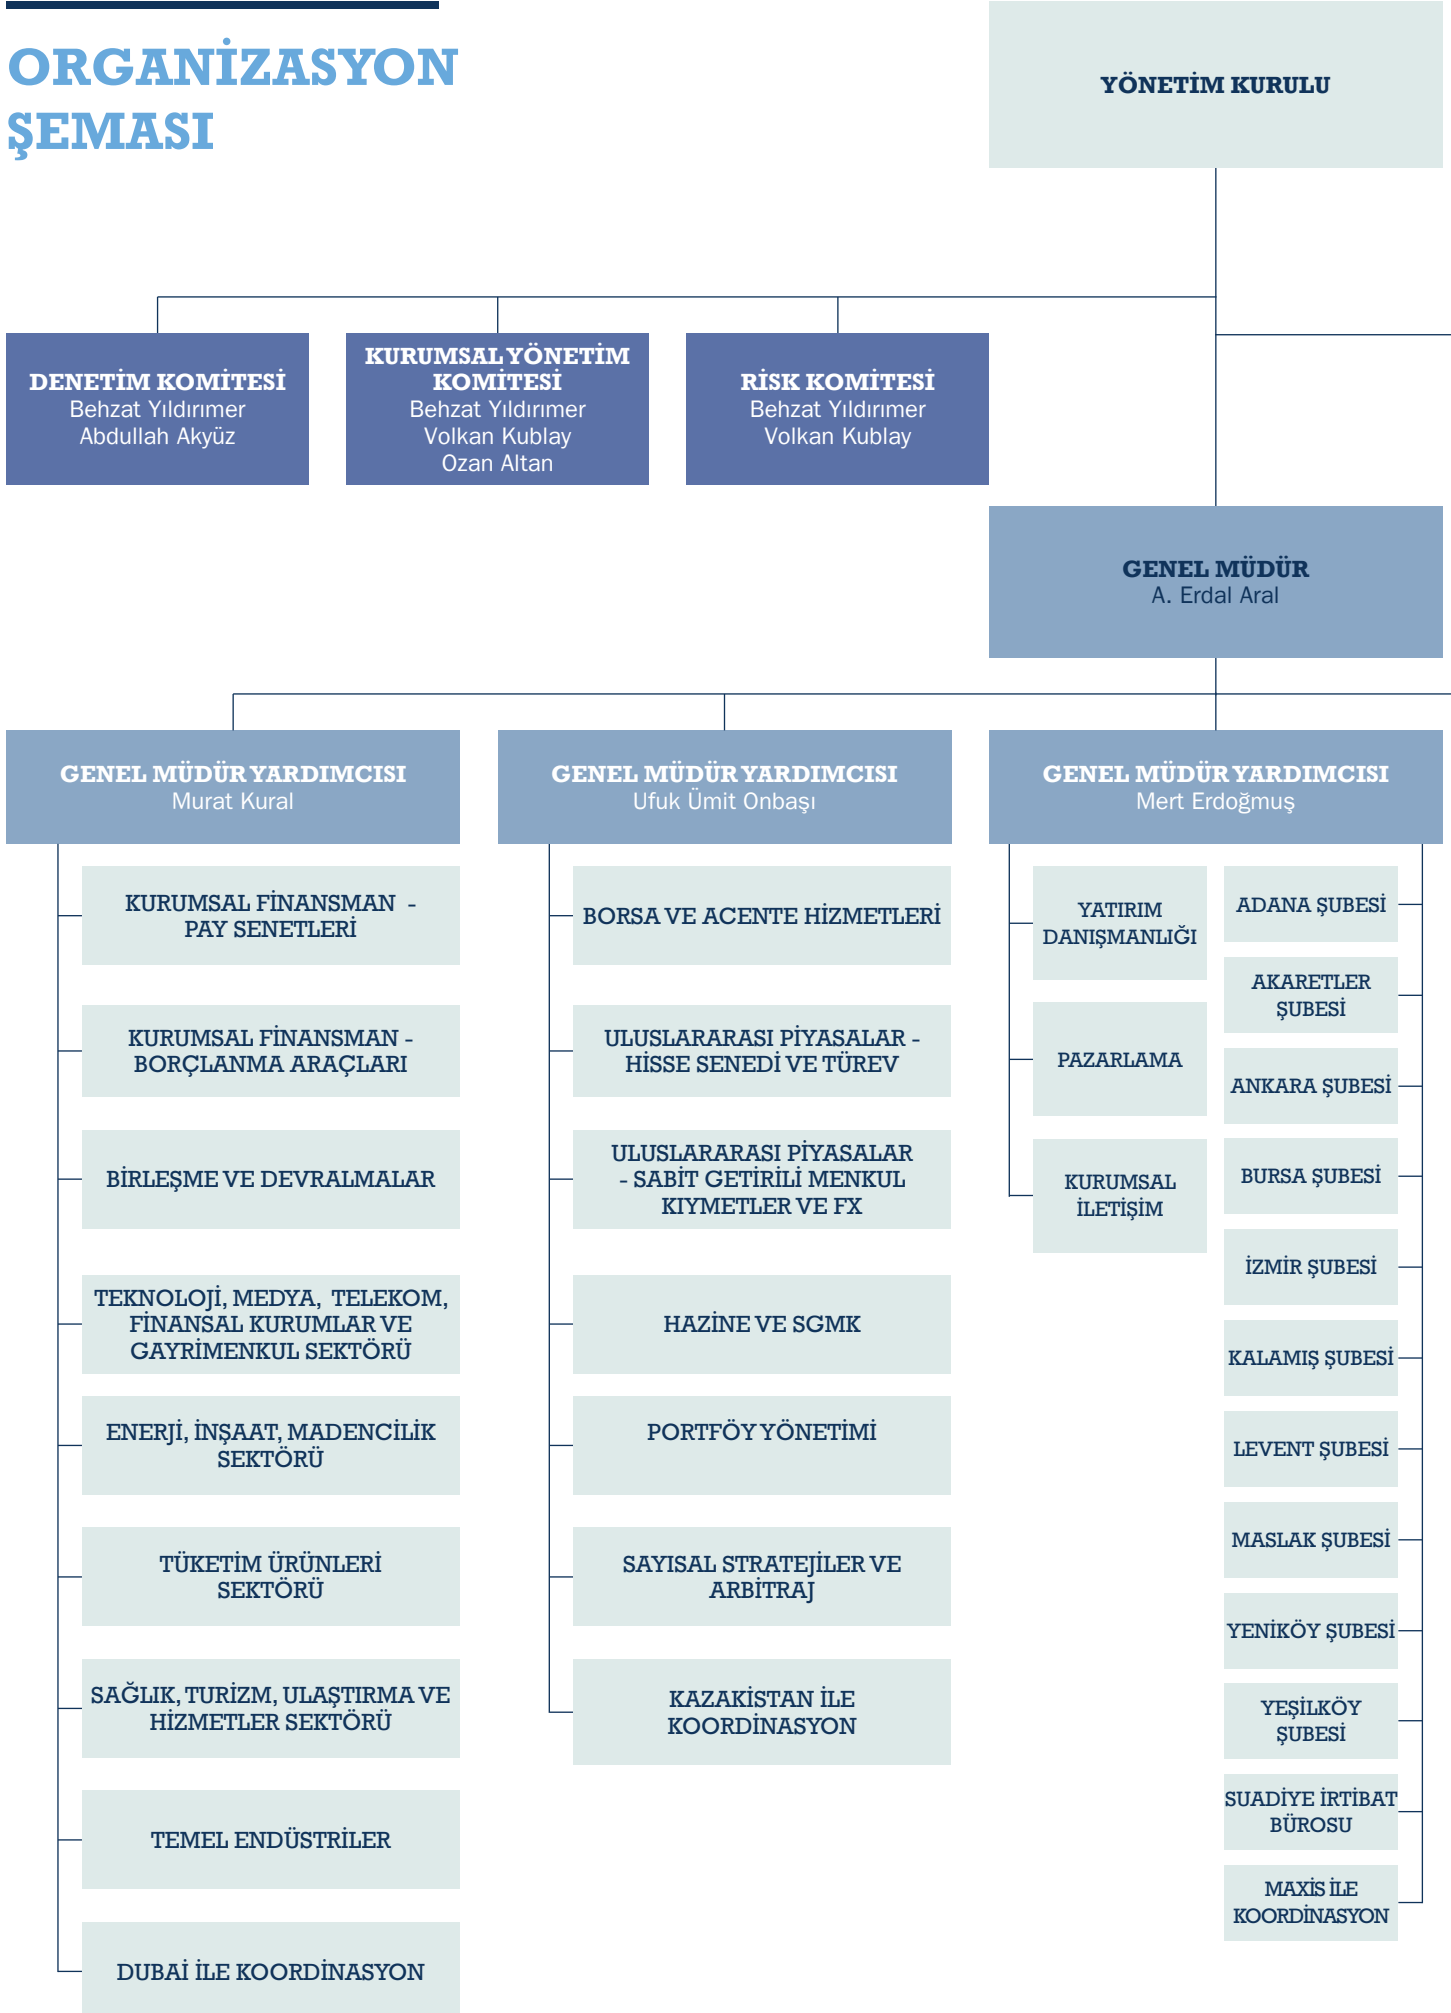 ORGANİZASYON
ŞEMASI
YÖNETİM KURULU
DENETİM KOMİTESİ
Behzat Yıldırımer
Abdullah Akyüz
KURUMSAL YÖNETİM
KOMİTESİ
Behzat Yıldırımer
Volkan Kublay
Ozan Altan
RİSK KOMİTESİ
Behzat Yıldırımer
Volkan Kublay
GENEL MÜDÜR
A. Erdal Aral
GENEL MÜDÜR YARDIMCISI
Murat Kural
KURUMSAL FİNANSMAN -
PAY SENETLERİ
KURUMSAL FİNANSMAN -
BORÇLANMA ARAÇLARI
BİRLEŞME VE DEVRALMALAR
TEKNOLOJİ, MEDYA, TELEKOM,
FİNANSAL KURUMLAR VE
GAYRİMENKUL SEKTÖRÜ
ENERJİ, İNŞAAT, MADENCİLİK
SEKTÖRÜ
TÜKETİM ÜRÜNLERİ
SEKTÖRÜ
SAĞLIK, TURİZM, ULAŞTIRMA VE
HİZMETLER SEKTÖRÜ
TEMEL ENDÜSTRİLER
DUBAİ İLE KOORDİNASYON
GENEL MÜDÜR YARDIMCISI
Ufuk Ümit Onbaşı
BORSA VE ACENTE HİZMETLERİ
ULUSLARARASI PİYASALAR -
HİSSE SENEDİ VE TÜREV
ULUSLARARASI PİYASALAR
- SABİT GETİRİLİ MENKUL
KIYMETLER VE FX
HAZİNE VE SGMK
PORTFÖY YÖNETİMİ
SAYISAL STRATEJİLER VE
ARBİTRAJ
KAZAKİSTAN İLE
KOORDİNASYON
GENEL MÜDÜR YARDIMCISI
Mert Erdoğmuş
YATIRIM
DANIŞMANLIĞI
PAZARLAMA
KURUMSAL
İLETİŞİM
ADANA ŞUBESİ
AKARETLER
ŞUBESİ
ANKARA ŞUBESİ
BURSA ŞUBESİ
İZMİR ŞUBESİ
KALAMIŞ ŞUBESİ
LEVENT ŞUBESİ
MASLAK ŞUBESİ
YENİKÖY ŞUBESİ
YEŞİLKÖY
ŞUBESİ
SUADİYE İRTİBAT
BÜROSU
MAXİS İLE
KOORDİNASYON